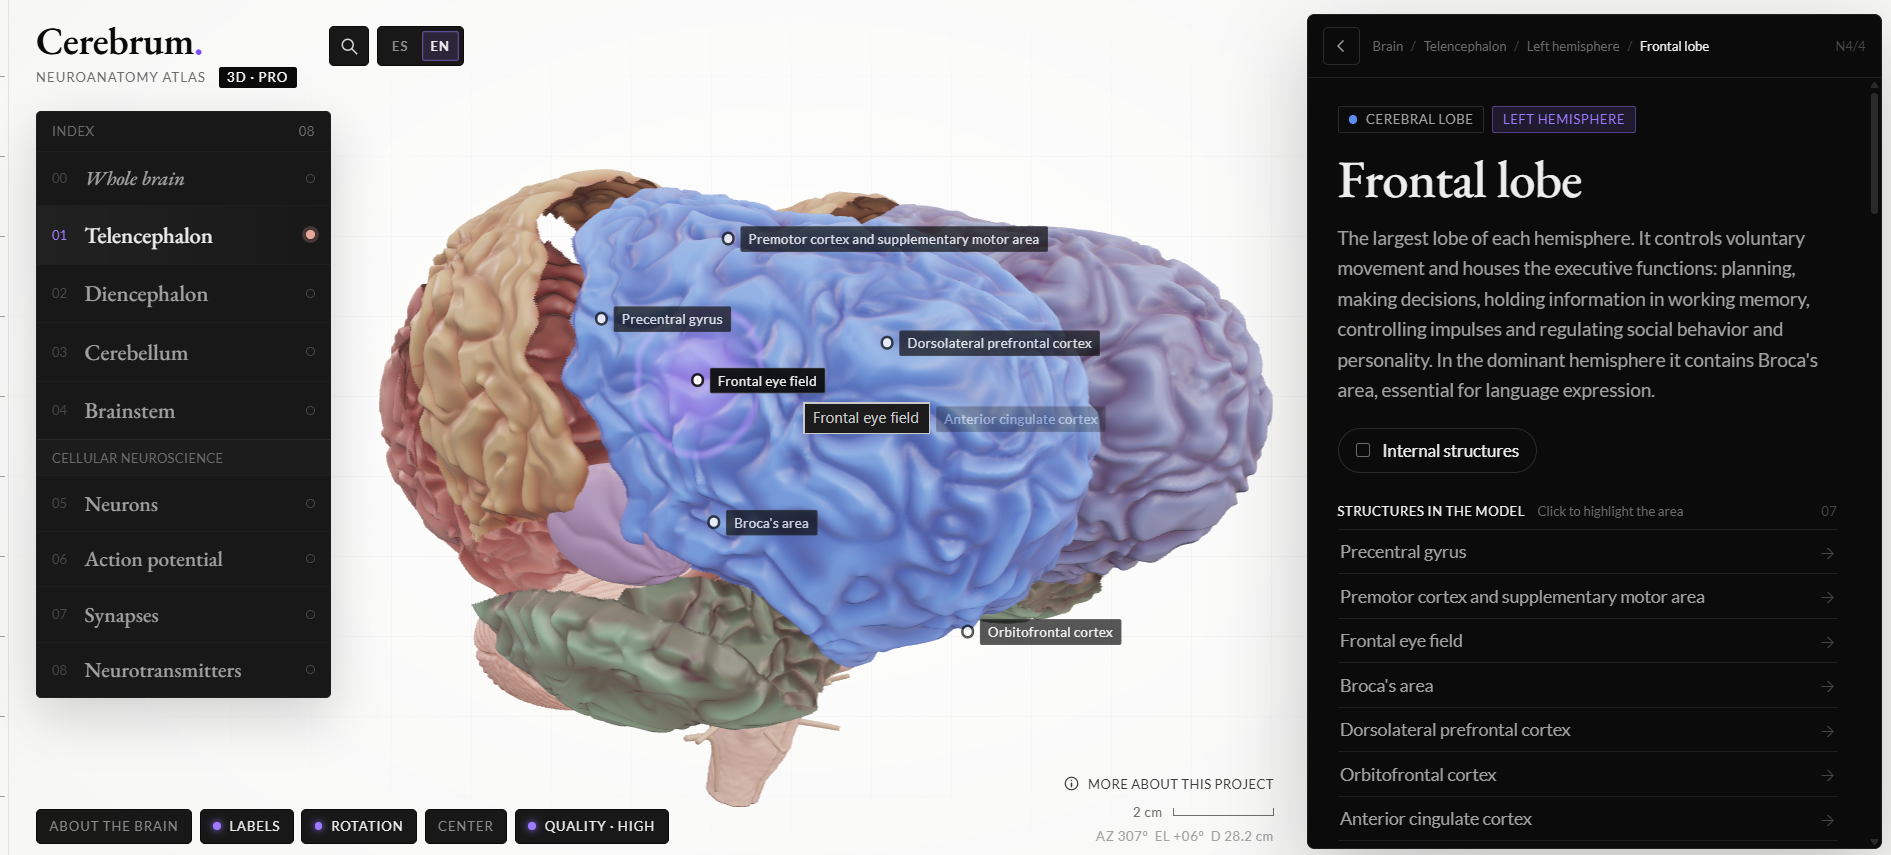 Cerebrum.
NEUROANATOMY ATLAS 3D · PRO
ES EN
INDEX 08
00 Whole brain
01 Telencephalon
02 Diencephalon
03 Cerebellum
04 Brainstem
CELLULAR NEUROSCIENCE
05 Neurons
06 Action potential
07 Synapses
08 Neurotransmitters
Premotor cortex and supplementary motor area
Precentral gyrus
Dorsolateral prefrontal cortex
Frontal eye field
Frontal eye field
Anterior cingulate cortex
Broca's area
Orbitofrontal cortex
ABOUT THE BRAIN LABELS ROTATION CENTER QUALITY · HIGH
MORE ABOUT THIS PROJECT
2 cm
AZ 307° EL +06° D 28.2 cm
Brain / Telencephalon / Left hemisphere / Frontal lobe N4/4
CEREBRAL LOBE LEFT HEMISPHERE
Frontal lobe
The largest lobe of each hemisphere. It controls voluntary
movement and houses the executive functions: planning,
making decisions, holding information in working memory,
controlling impulses and regulating social behavior and
personality. In the dominant hemisphere it contains Broca's
area, essential for language expression.
Internal structures
STRUCTURES IN THE MODEL Click to highlight the area 07
Precentral gyrus
Premotor cortex and supplementary motor area
Frontal eye field
Broca's area
Dorsolateral prefrontal cortex
Orbitofrontal cortex
Anterior cingulate cortex